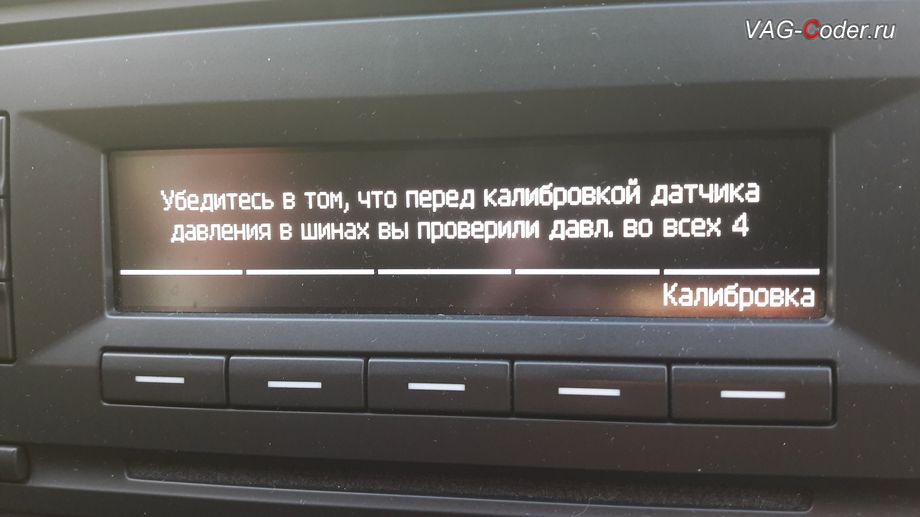 VAG-Coder.ru
Убедитесь в том, что перед калибровкой датчика
давления в шинах вы проверили давл. во всех 4
Калибровка